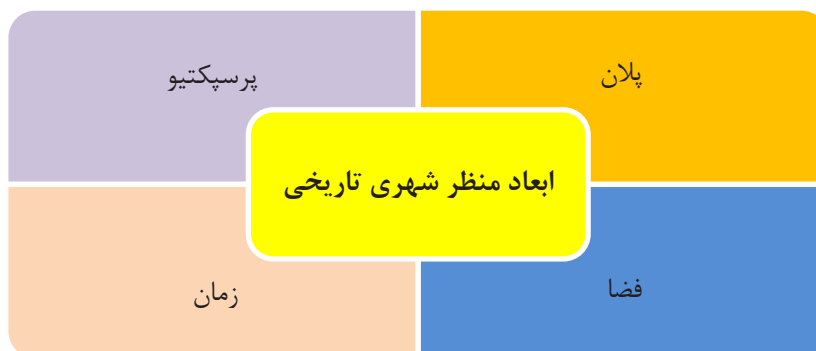 پلان
پرسپکتیو
ابعاد منظر شهری تاریخی
فضا
زمان